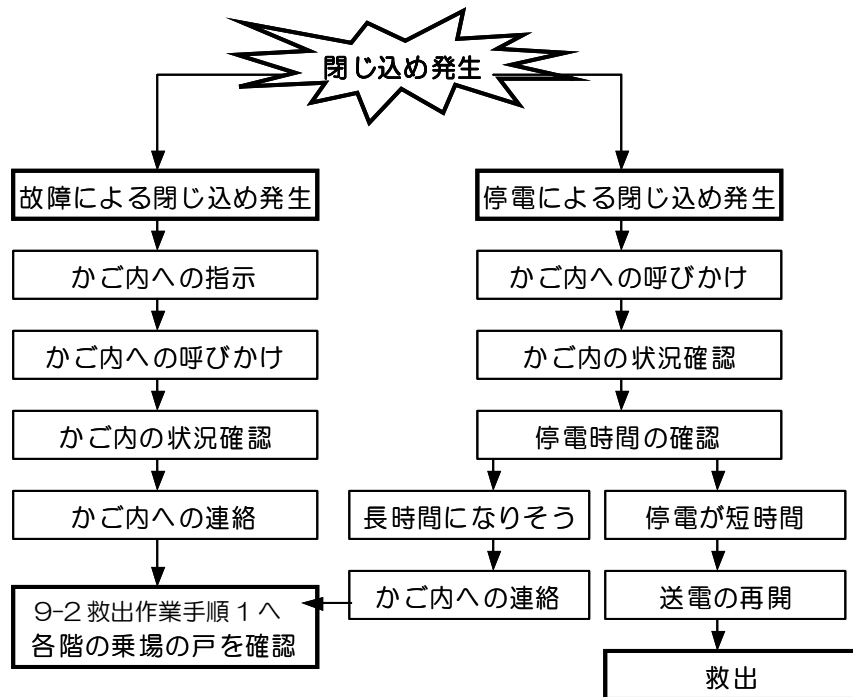 閉じ込め発生
故障による閉じ込め発生
かご内への指示
かご内への呼びかけ
かご内の状況確認
かご内への連絡
9-2 救出作業手順 1 へ
各階の乗場の戸を確認
停電による閉じ込め発生
かご内への呼びかけ
かご内の状況確認
停電時間の確認
長時間になりそう
かご内への連絡
停電が短時間
送電の再開
救出